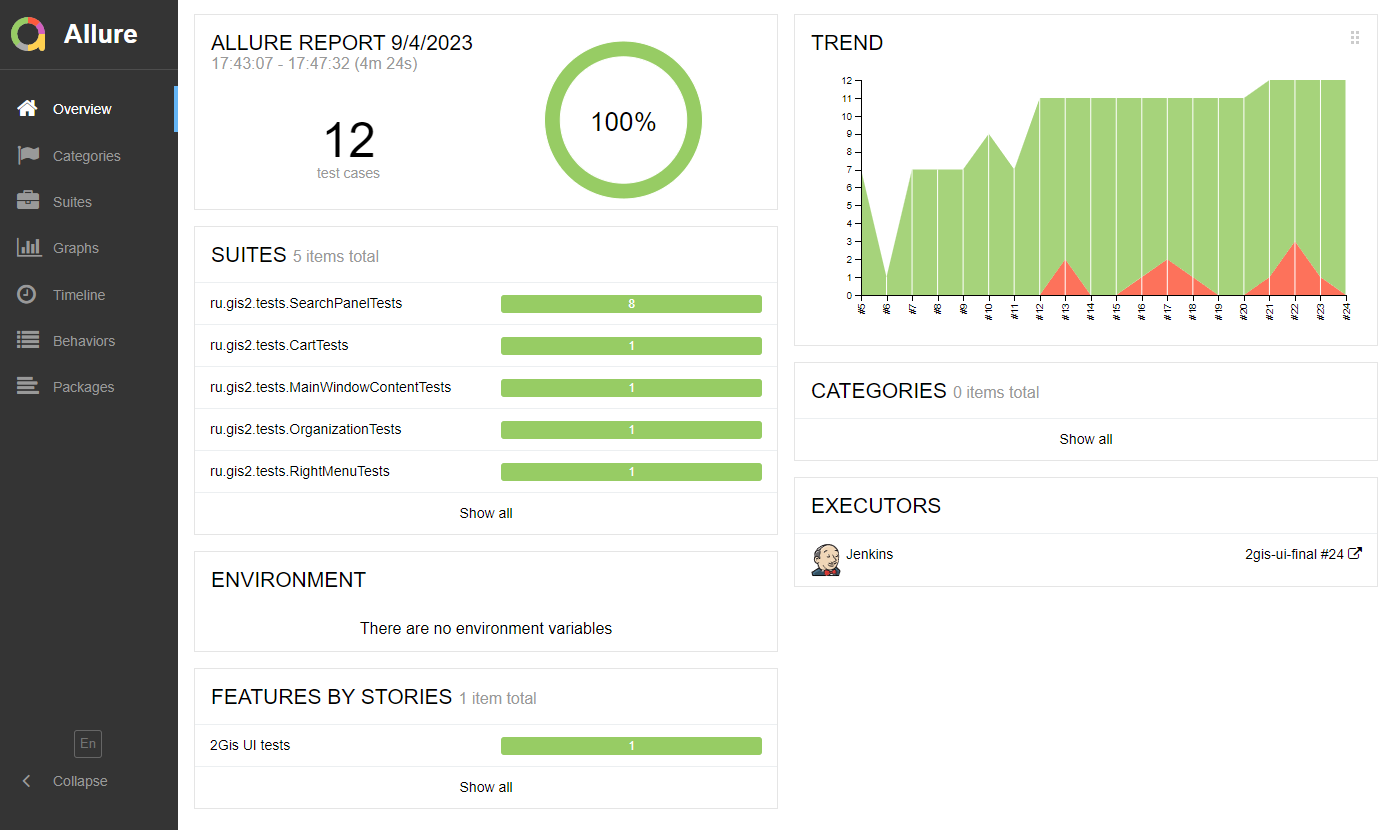 Allure
Overview
Categories
Suites
Graphs
Timeline
Behaviors
Packages
En
Collapse
ALLURE REPORT 9/4/2023
17:43:07 - 17:47:32 (4m 24s)
12
test cases
100%
SUITES 5 items total
ru.gis2.tests.SearchPanelTests 8
ru.gis2.tests.CartTests 1
ru.gis2.tests.MainWindowContentTests 1
ru.gis2.tests.OrganizationTests 1
ru.gis2.tests.RightMenuTests 1
Show all
ENVIRONMENT
There are no environment variables
FEATURES BY STORIES 1 item total
2Gis UI tests 1
Show all
TREND
12
11
10
9
8
7
6
5
4
3
2
1
0
#5 #6 #7 #8 #9 #10 #11 #12 #13 #14 #15 #16 #17 #18 #19 #20 #21 #22 #23 #24
CATEGORIES 0 items total
Show all
EXECUTORS
Jenkins 2gis-ui-final #24